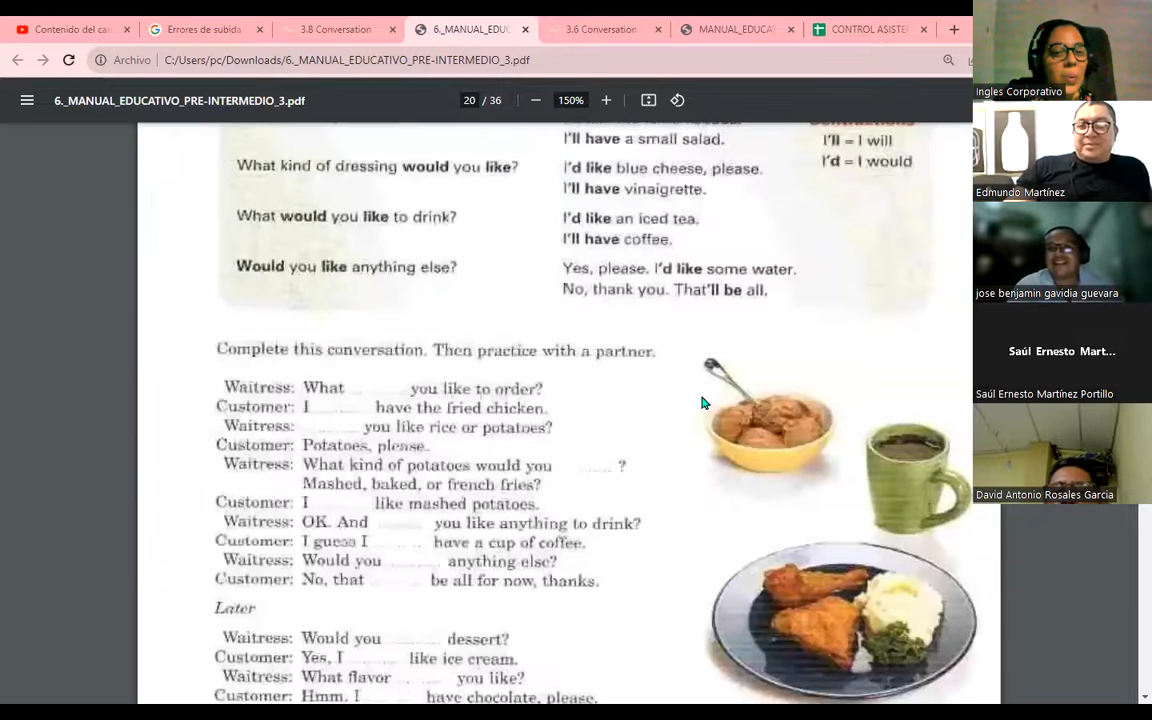 Contenido del ca
Errores de subida
3.8 Conversation
6._MANUAL_EDUC
3.6 Conversation
MANUAL_EDUCAT
CONTROL ASISTE
Archivo
C:/Users/pc/Downloads/6._MANUAL_EDUCATIVO_PRE-INTERMEDIO_3.pdf
6._MANUAL_EDUCATIVO_PRE-INTERMEDIO_3.pdf
20 / 36
150%
I'll have a small salad.
I'll = I will
What kind of dressing would you like?
I'd like blue cheese, please.
I'd = I would
I'll have vinaigrette.
What would you like to drink?
I'd like an iced tea.
I'll have coffee.
Would you like anything else?
Yes, please. I'd like some water.
No, thank you. That'll be all.
Complete this conversation. Then practice with a partner.
Waitress: What ........ you like to order?
Customer: I ........ have the fried chicken.
Waitress: ........ you like rice or potatoes?
Customer: Potatoes, please.
Waitress: What kind of potatoes would you ........ ?
Mashed, baked, or french fries?
Customer: I ........ like mashed potatoes.
Waitress: OK. And ........ you like anything to drink?
Customer: I guess I ........ have a cup of coffee.
Waitress: Would you ........ anything else?
Customer: No, that ........ be all for now, thanks.
Later
Waitress: Would you ........ dessert?
Customer: Yes, I ........ like ice cream.
Waitress: What flavor ........ you like?
Customer: Hmm. I ........ have chocolate, please.
Ingles Corporativo
Edmundo Martínez
jose benjamin gavidia guevara
Saúl Ernesto Mart...
Saúl Ernesto Martínez Portillo
David Antonio Rosales Garcia